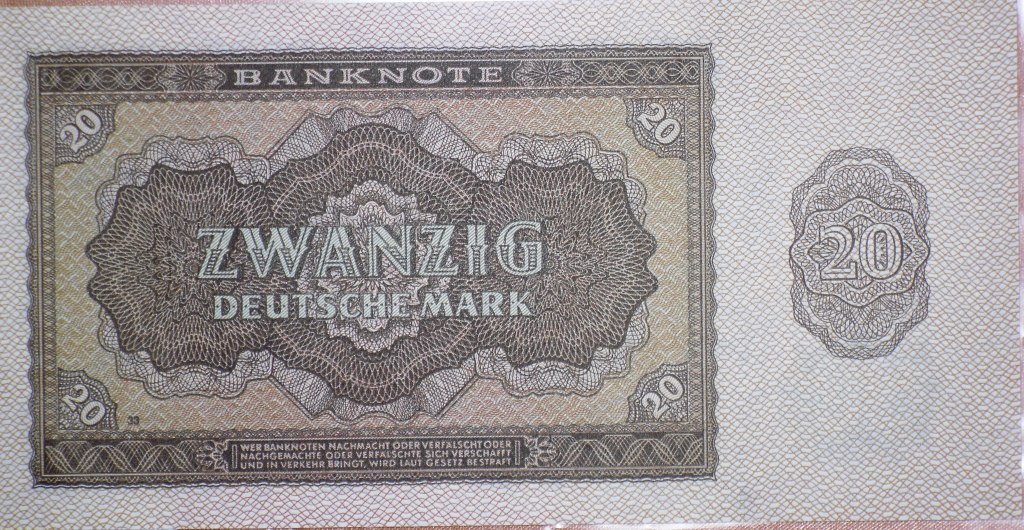 BANKNOTE
20
20
ZWANZIG
20
DEUTSCHE MARK
20
20
33
WER BANKNOTEN NACHMACHT ODER VERFÄLSCHT ODER
NACHGEMACHTE ODER VERFÄLSCHTE SICH VERSCHAFFT
UND IN VERKEHR BRINGT, WIRD LAUT GESETZ BESTRAFT